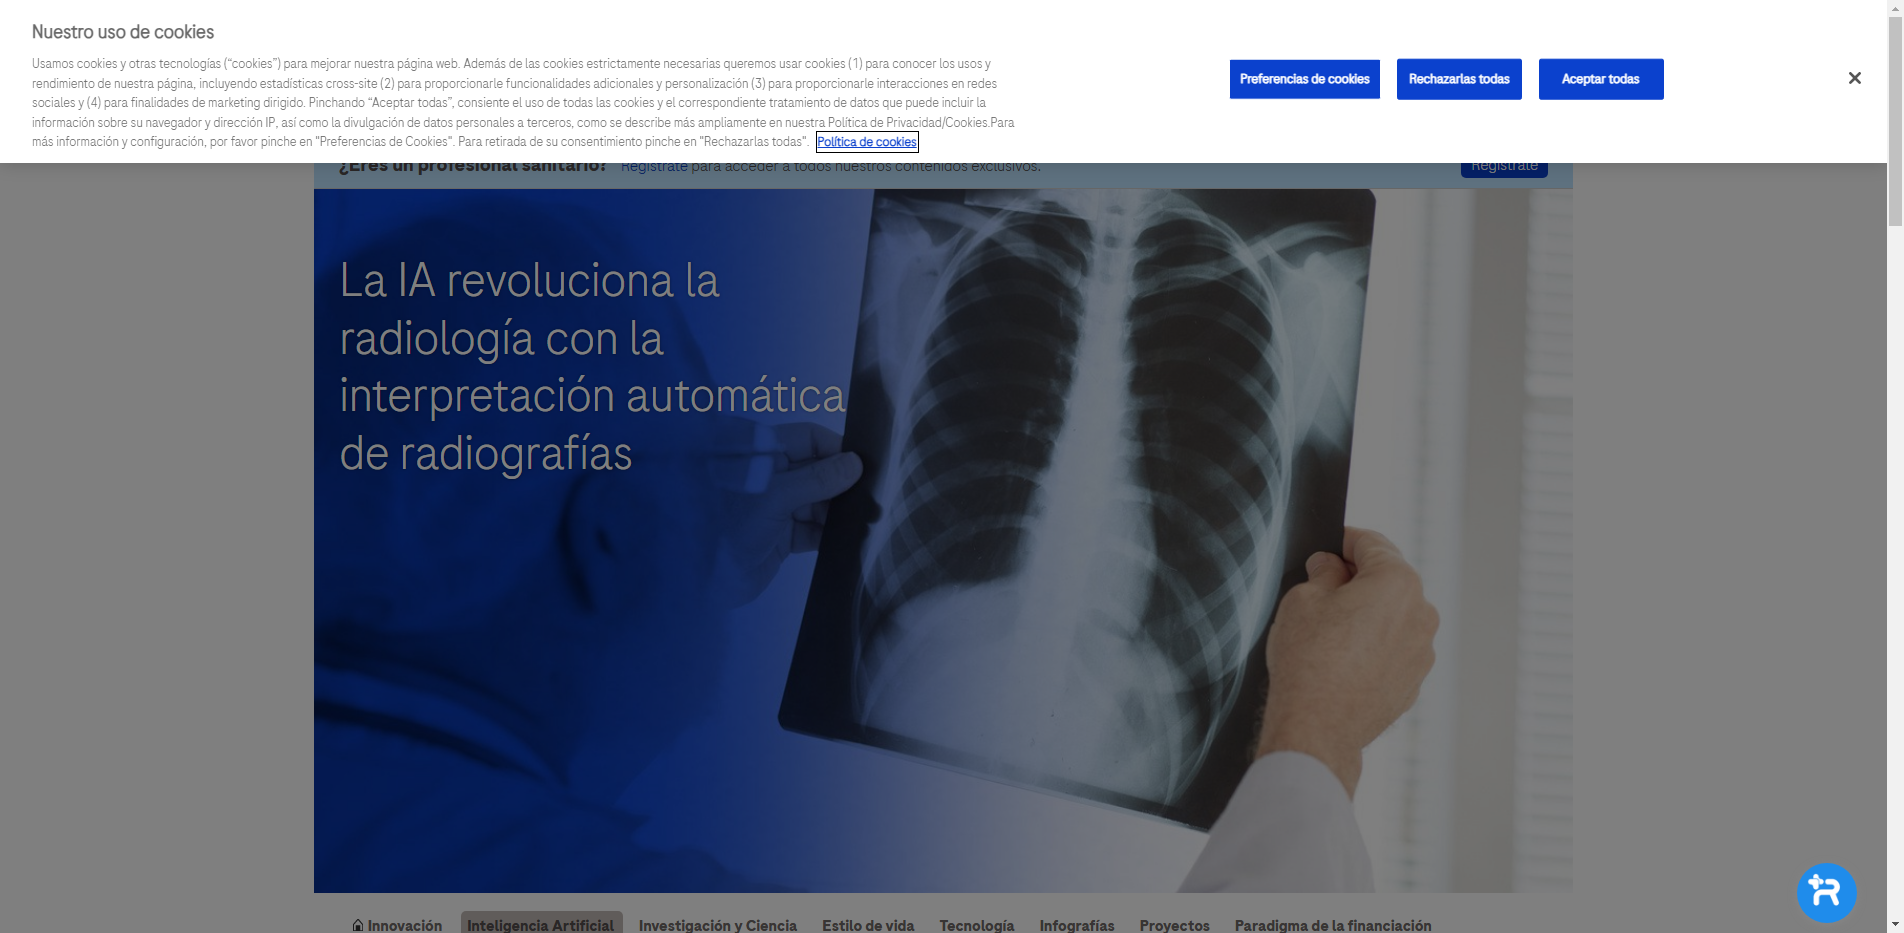 Nuestro uso de cookies
Usamos cookies y otras tecnologías (“cookies”) para mejorar nuestra página web. Además de las cookies estrictamente necesarias queremos usar cookies (1) para conocer los usos y
rendimiento de nuestra página, incluyendo estadísticas cross-site (2) para proporcionarle funcionalidades adicionales y personalización (3) para proporcionarle interacciones en redes
sociales y (4) para finalidades de marketing dirigido. Pinchando “Aceptar todas”, consiente el uso de todas las cookies y el correspondiente tratamiento de datos que puede incluir la
información sobre su navegador y dirección IP, así como la divulgación de datos personales a terceros, como se describe más ampliamente en nuestra Política de Privacidad/Cookies.Para
más información y configuración, por favor pinche en "Preferencias de Cookies". Para retirada de su consentimiento pinche en "Rechazarlas todas". Política de cookies
Preferencias de cookies
Rechazarlas todas
Aceptar todas
¿Eres un profesional sanitario? Regístrate para acceder a todos nuestros contenidos exclusivos.
Regístrate
La IA revoluciona la
radiología con la
interpretación automática
de radiografías
Innovación Inteligencia Artificial Investigación y Ciencia Estilo de vida Tecnología Infografías Proyectos Paradigma de la financiación